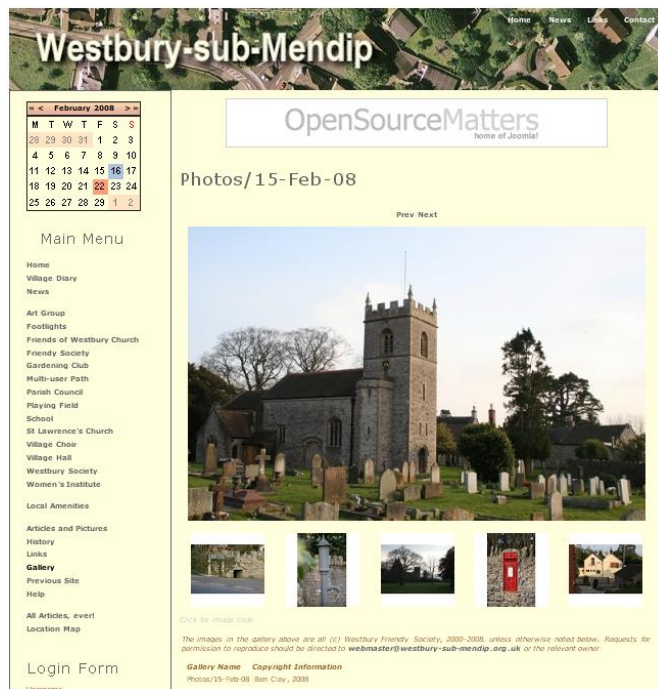 Home News Links Contact
Westbury-sub-Mendip
« < February 2008 > »
M T W T F S S
28 29 30 31 1 2 3
4 5 6 7 8 9 10
11 12 13 14 15 16 17
18 19 20 21 22 23 24
25 26 27 28 29 1 2
OpenSourceMatters
home of Joomla!
Photos/15-Feb-08
Prev Next
Main Menu
Home
Village Diary
News
Art Group
Footlights
Friends of Westbury Church
Friendy Society
Gardening Club
Multi-user Path
Parish Council
Playing Field
School
St Lawrence's Church
Village Choir
Village Hall
Westbury Society
Women's Institute
Local Amenities
Articles and Pictures
History
Links
Gallery
Previous Site
Help
All Articles, ever!
Location Map
Login Form
Username
Click for image code
The images in the gallery above are all (c) Westbury Friendly Society, 2000-2008, unless otherwise noted below. Requests for
permission to reproduce should be directed to webmaster@westbury-sub-mendip.org.uk or the relevant owner
Gallery Name Copyright Information
Photos/15-Feb-08 Ben Clay, 2008